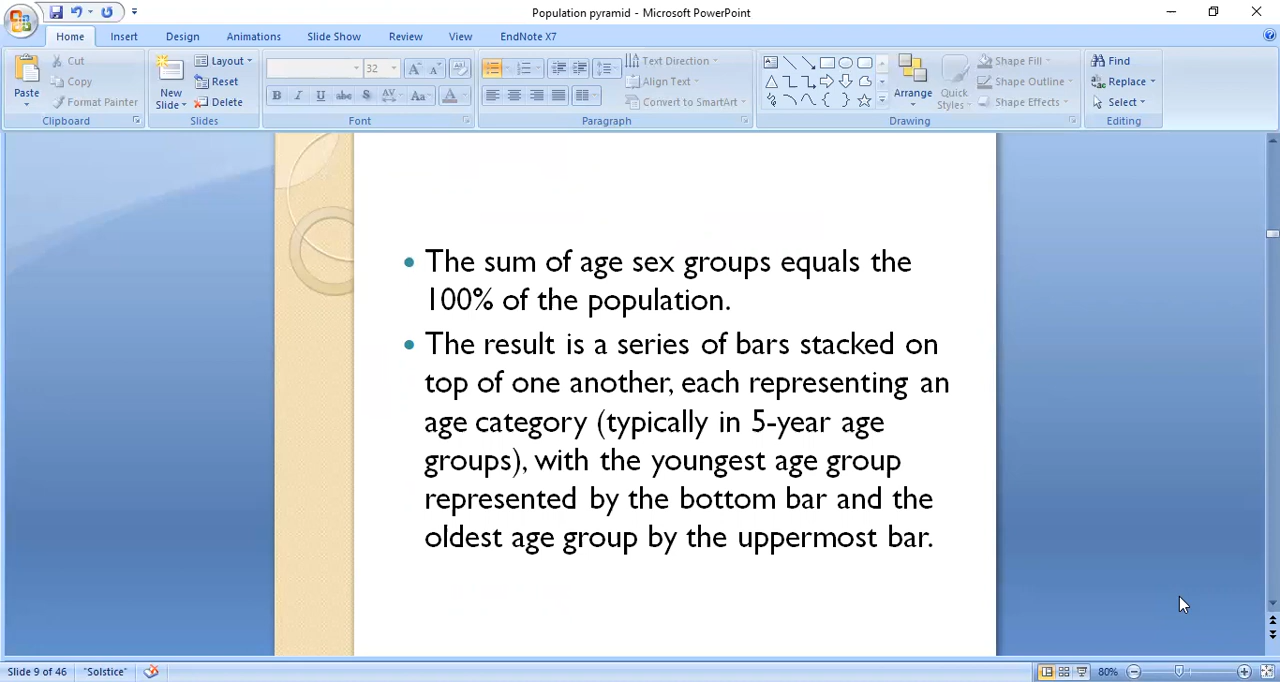 Population pyramid - Microsoft PowerPoint
Home Insert Design Animations Slide Show Review View EndNote X7
Cut Layout 32 Text Direction Shape Fill Find
Copy Reset Align Text Shape Outline Replace
Paste Format Painter New Slide Delete B I U abc S AV Aa A Convert to SmartArt Arrange Quick Styles Shape Effects Select
Clipboard Slides Font Paragraph Drawing Editing
• The sum of age sex groups equals the
100% of the population.
• The result is a series of bars stacked on
top of one another, each representing an
age category (typically in 5-year age
groups), with the youngest age group
represented by the bottom bar and the
oldest age group by the uppermost bar.
Slide 9 of 46 "Solstice" 80%